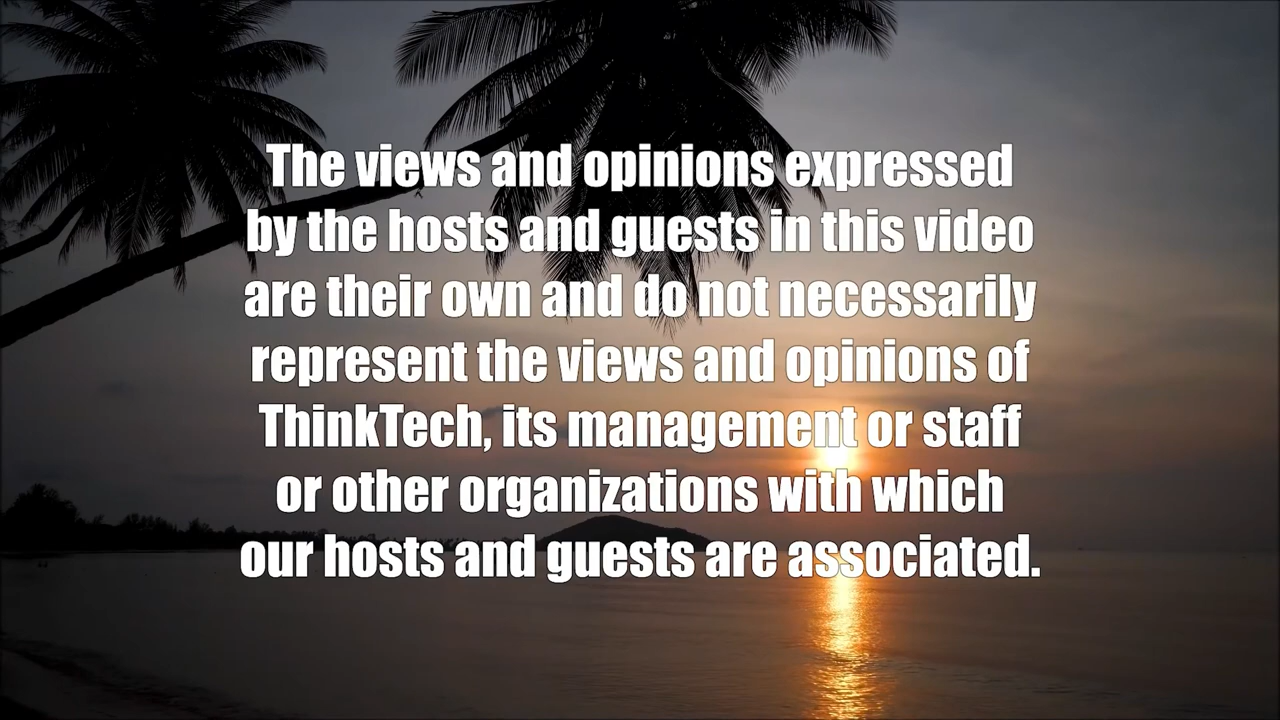 The views and opinions expressed
by the hosts and guests in this video
are their own and do not necessarily
represent the views and opinions of
ThinkTech, its management or staff
or other organizations with which
our hosts and guests are associated.